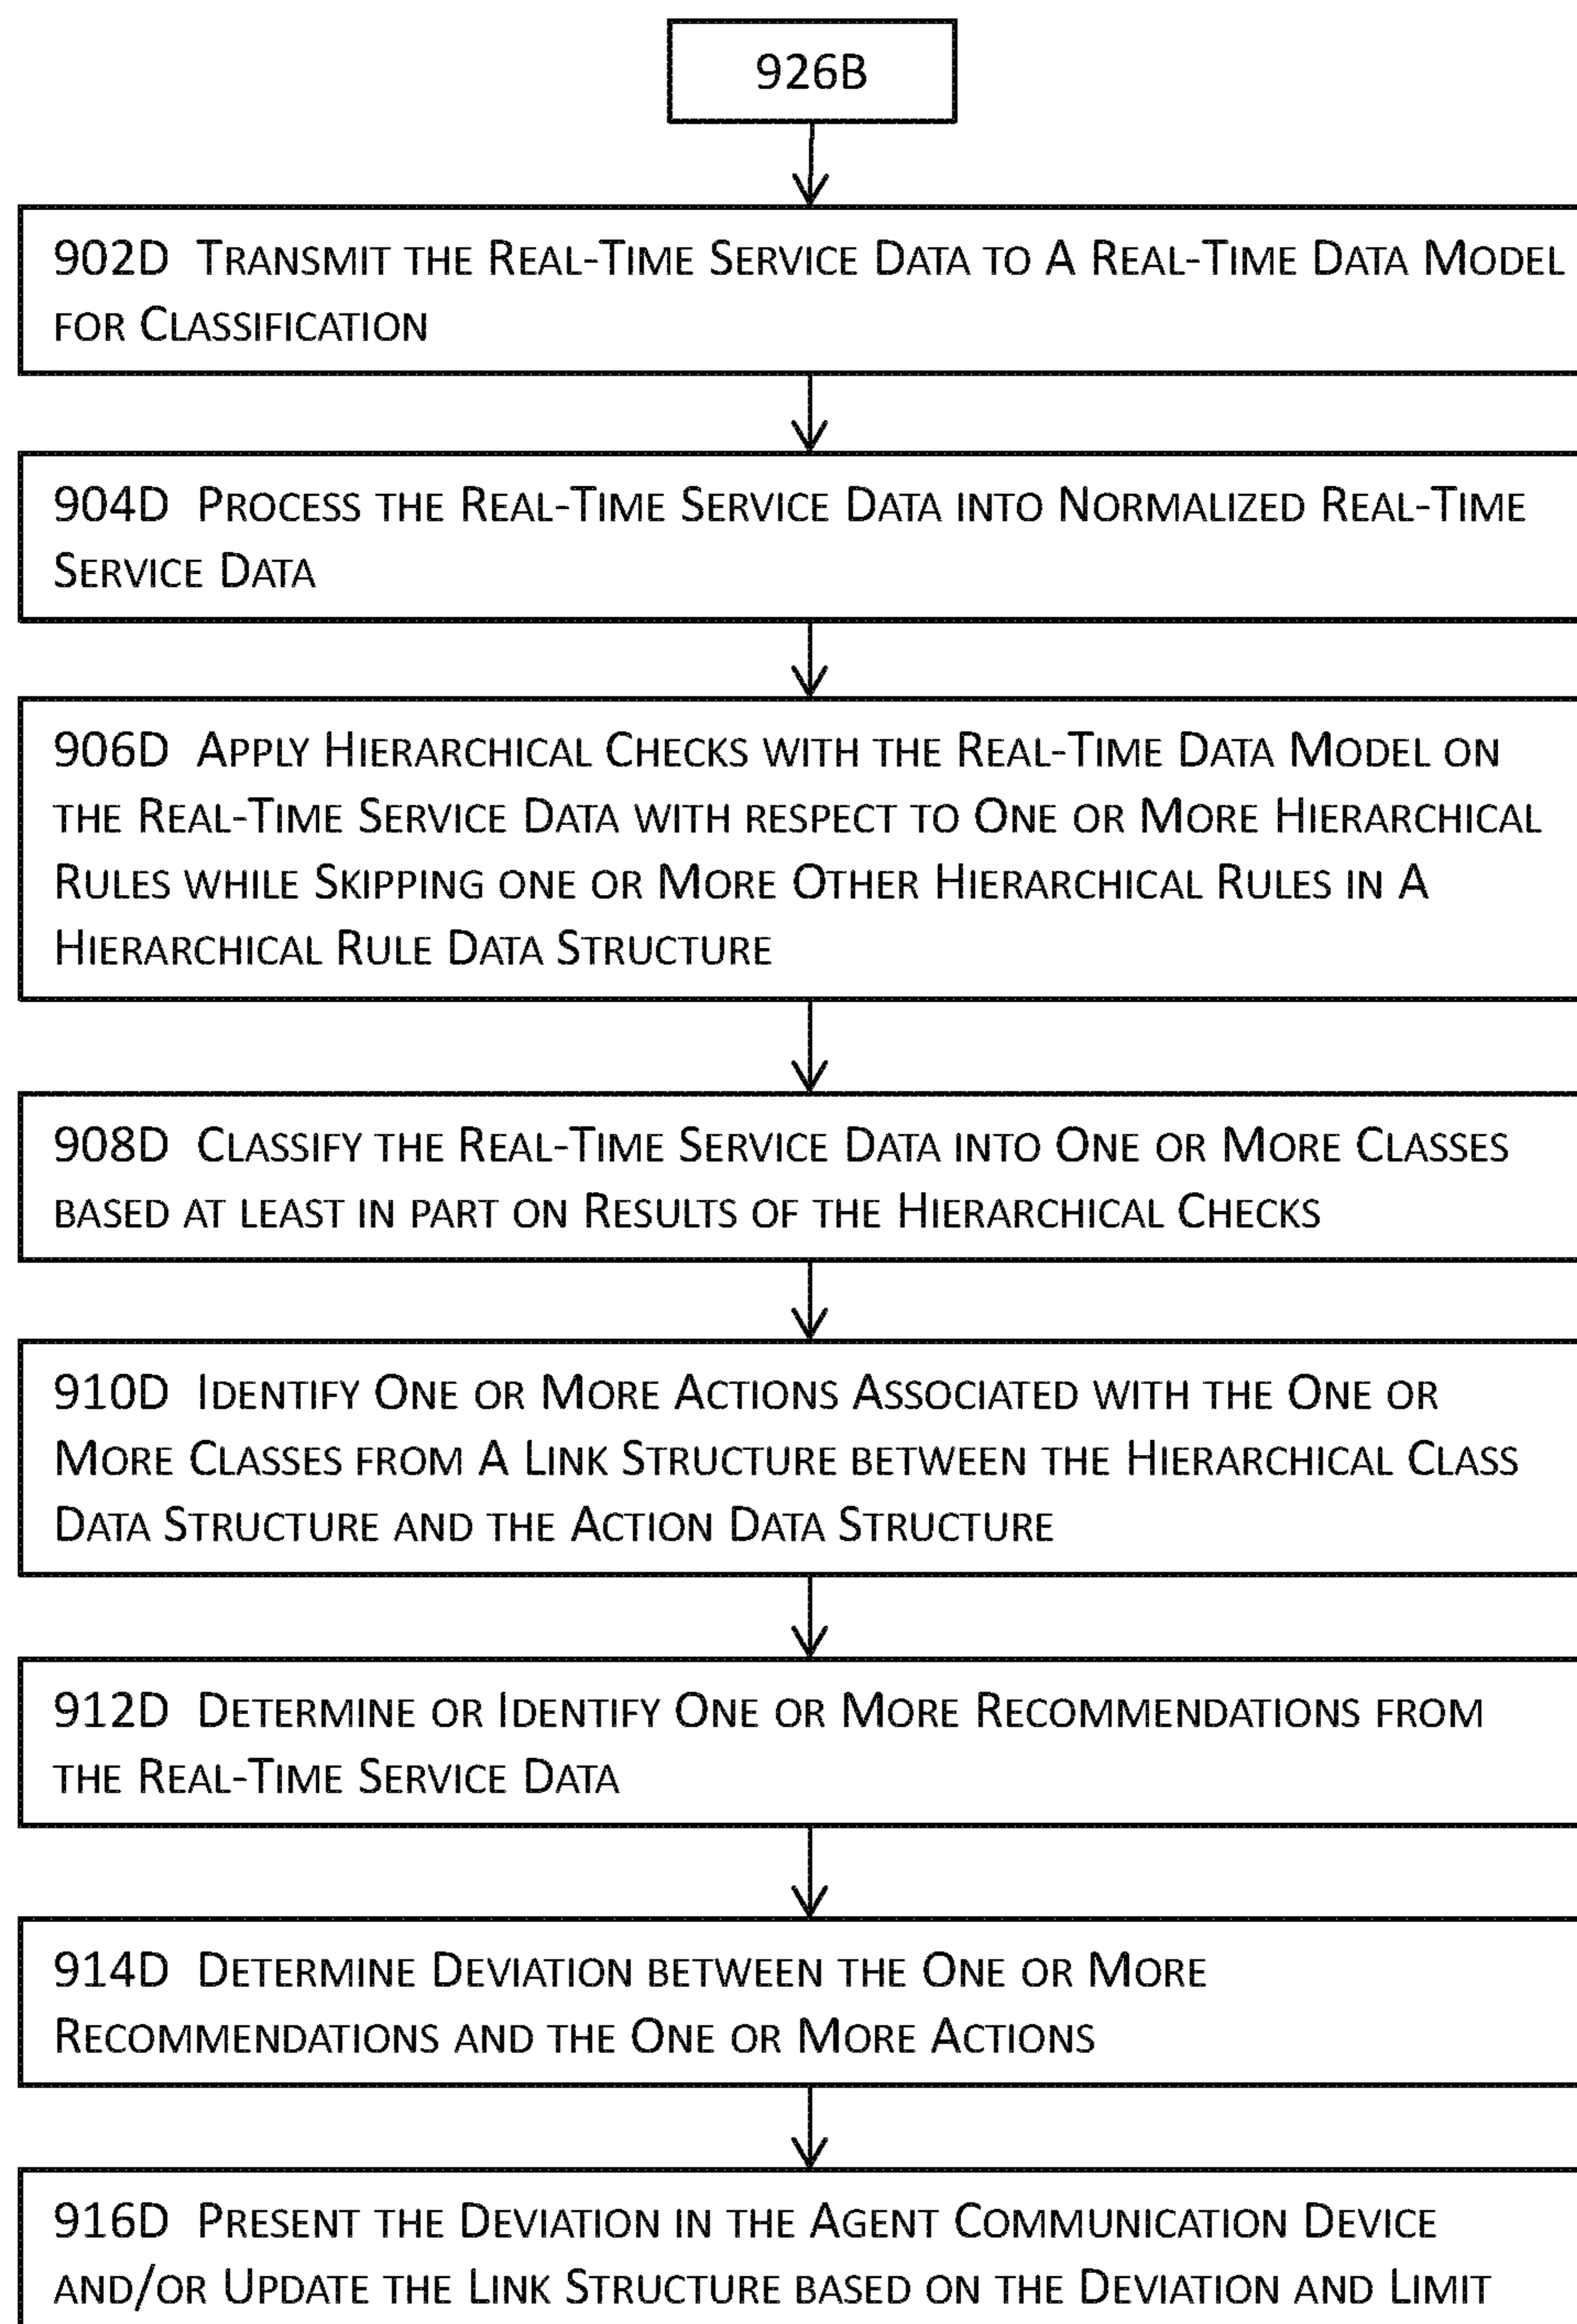 926B
902D Transmit the Real-Time Service Data to A Real-Time Data Model
for Classification
904D Process the Real-Time Service Data into Normalized Real-Time
Service Data
906D Apply Hierarchical Checks with the Real-Time Data Model on
the Real-Time Service Data with respect to One or More Hierarchical
Rules while Skipping one or More Other Hierarchical Rules in A
Hierarchical Rule Data Structure
908D Classify the Real-Time Service Data into One or More Classes
based at least in part on Results of the Hierarchical Checks
910D Identify One or More Actions Associated with the One or
More Classes from A Link Structure between the Hierarchical Class
Data Structure and the Action Data Structure
912D Determine or Identify One or More Recommendations from
the Real-Time Service Data
914D Determine Deviation between the One or More
Recommendations and the One or More Actions
916D Present the Deviation in the Agent Communication Device
and/or Update the Link Structure based on the Deviation and Limit